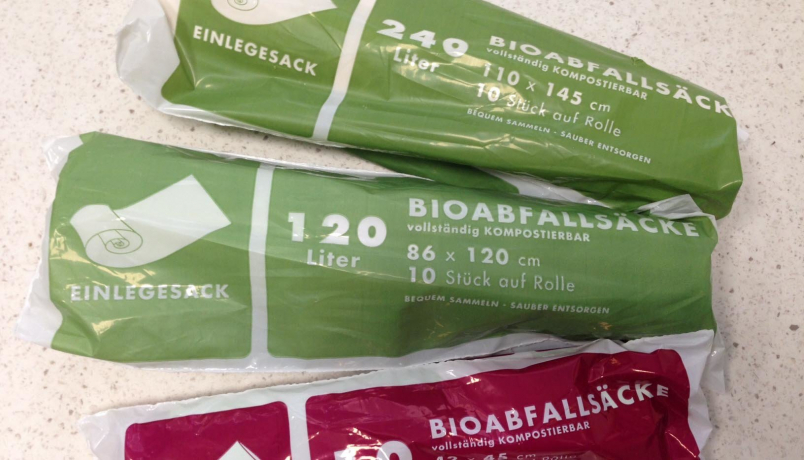 EINLEGESACK
240
Liter
BIOABFALLSÄCK
vollständig KOMPOSTIERBAR
110 x 145 cm
10 Stück auf Rolle
BEQUEM SAMMELN - SAUBER ENTSORGEN
EINLEGESACK
120
Liter
BIOABFALLSÄCKE
vollständig KOMPOSTIERBAR
86 x 120 cm
10 Stück auf Rolle
BEQUEM SAMMELN - SAUBER ENTSORGEN
BIOABFALLSÄCKE
vollständig KOMPOSTIERBAR